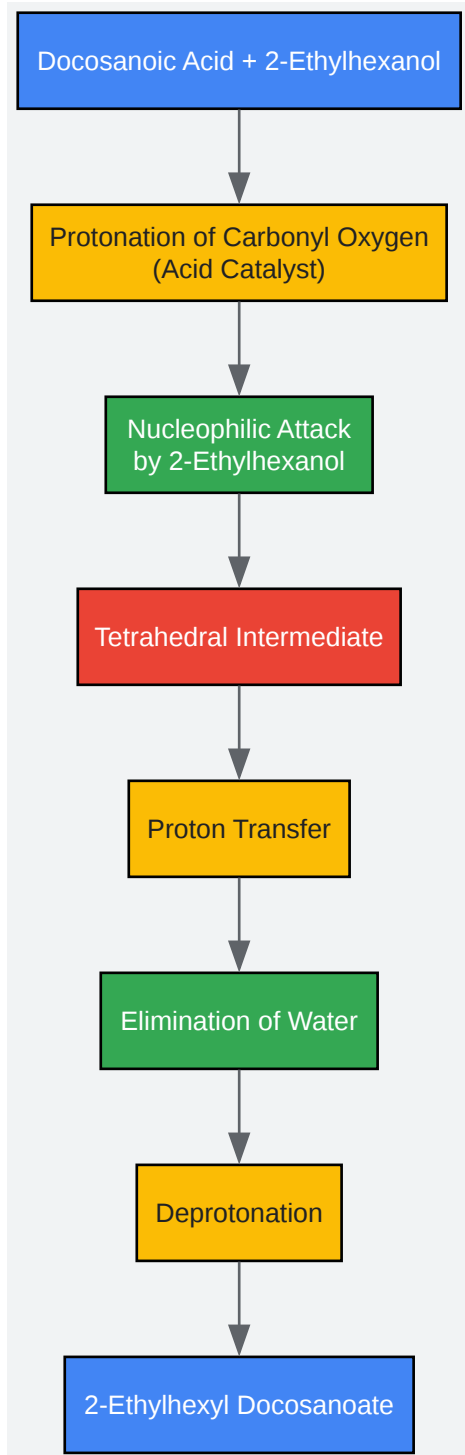 Docosanoic Acid + 2-Ethylhexanol
Protonation of Carbonyl Oxygen
(Acid Catalyst)
Nucleophilic Attack
by 2-Ethylhexanol
Tetrahedral Intermediate
Proton Transfer
Elimination of Water
Deprotonation
2-Ethylhexyl Docosanoate